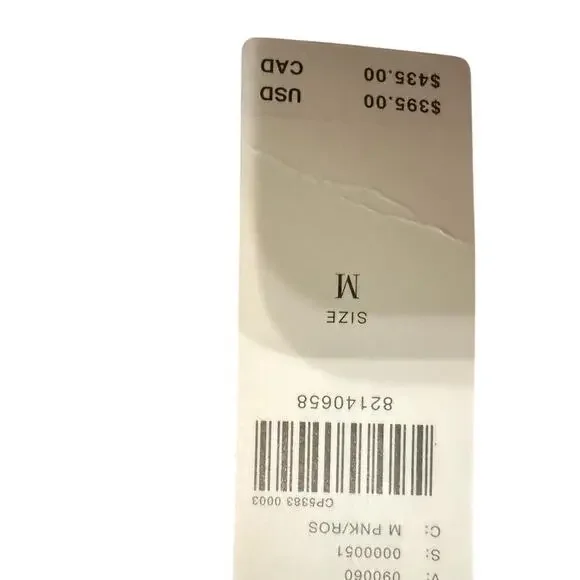 V: 090060
S: 0000051
C: M PNK/ROS
CP5383 0003
82140658
SIZE
M
$395.00 USD
$435.00 CAD